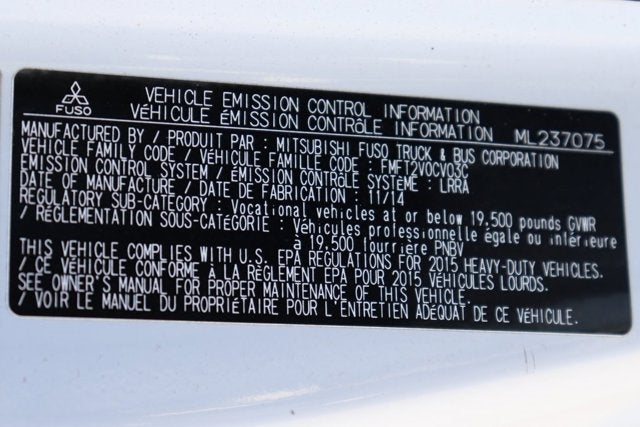 FUSO
VEHICLE EMISSION CONTROL INFORMATION
VÉHICULE ÉMISSION CONTRÔLE INFORMATION ML237075
MANUFACTURED BY / PRODUIT PAR : MITSUBISHI FUSO TRUCK & BUS CORPORATION
VEHICLE FAMILY CODE / VÉHICULE FAMILLE CODE : FMFT2VOCV03C
EMISSION CONTROL SYSTEM / ÉMISSION CONTRÔLE SYSTÈME : LRRA
DATE OF MANUFACTURE / DATE DE FABRICATION : 11/14
REGULATORY SUB-CATEGORY : Vocational vehicles at or below 19,500 pounds GVWR
/ RÉGLEMENTATION SOUS-CATÉGORIE : Véhicules professionnelle égale ou inférieure
à 19,500 fourrière PNBV
THIS VEHICLE COMPLIES WITH U.S. EPA REGULATIONS FOR 2015 HEAVY-DUTY VEHICLES.
/ CE VÉHICULE CONFORME À LA RÈGLEMENT EPA POUR 2015 VÉHICULES LOURDS.
SEE OWNER'S MANUAL FOR PROPER MAINTENANCE OF THIS VEHICLE.
/ VOIR LE MANUEL DU PROPRIÉTAIRE POUR L'ENTRETIEN ADÉQUAT DE CE VÉHICULE.